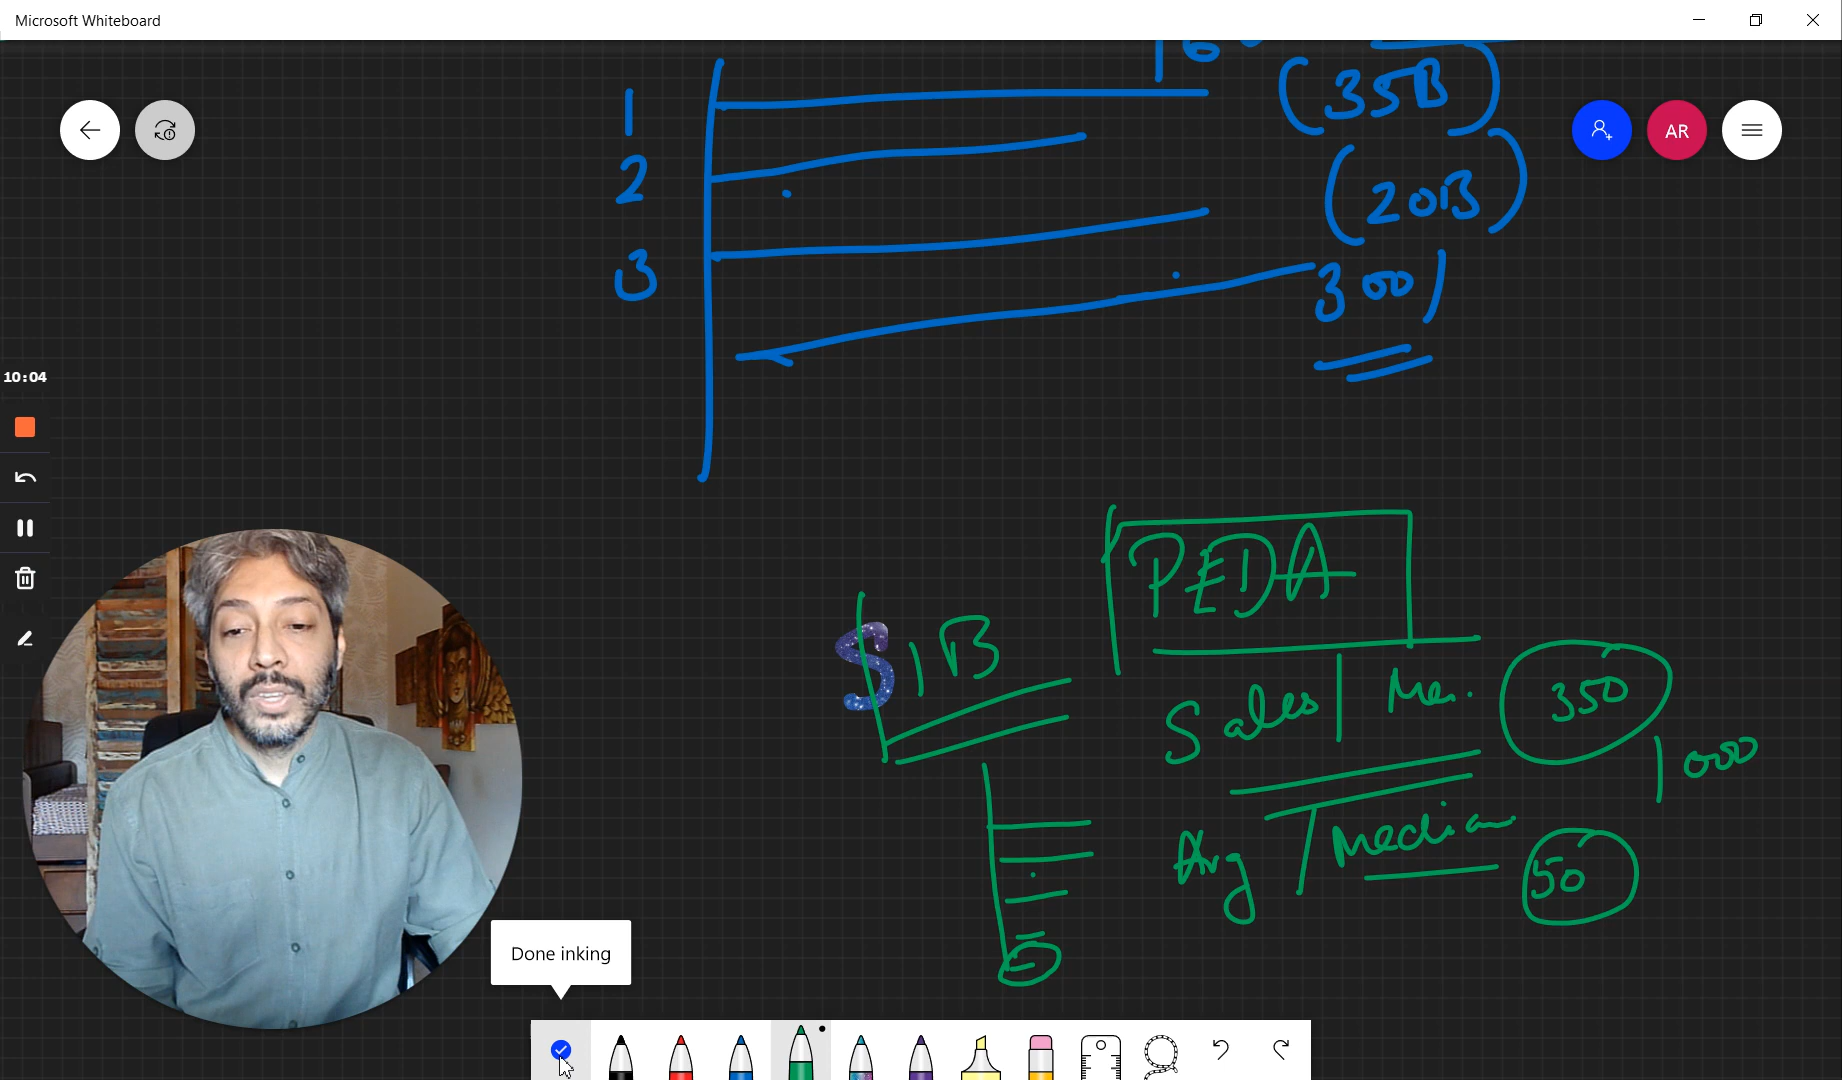 Microsoft Whiteboard
1
(35B)
2
(20B)
AR
3
300)
10:04
PEDA
S 1B
Sales | Me.
350
1000
Avg / Median
50
Done inking